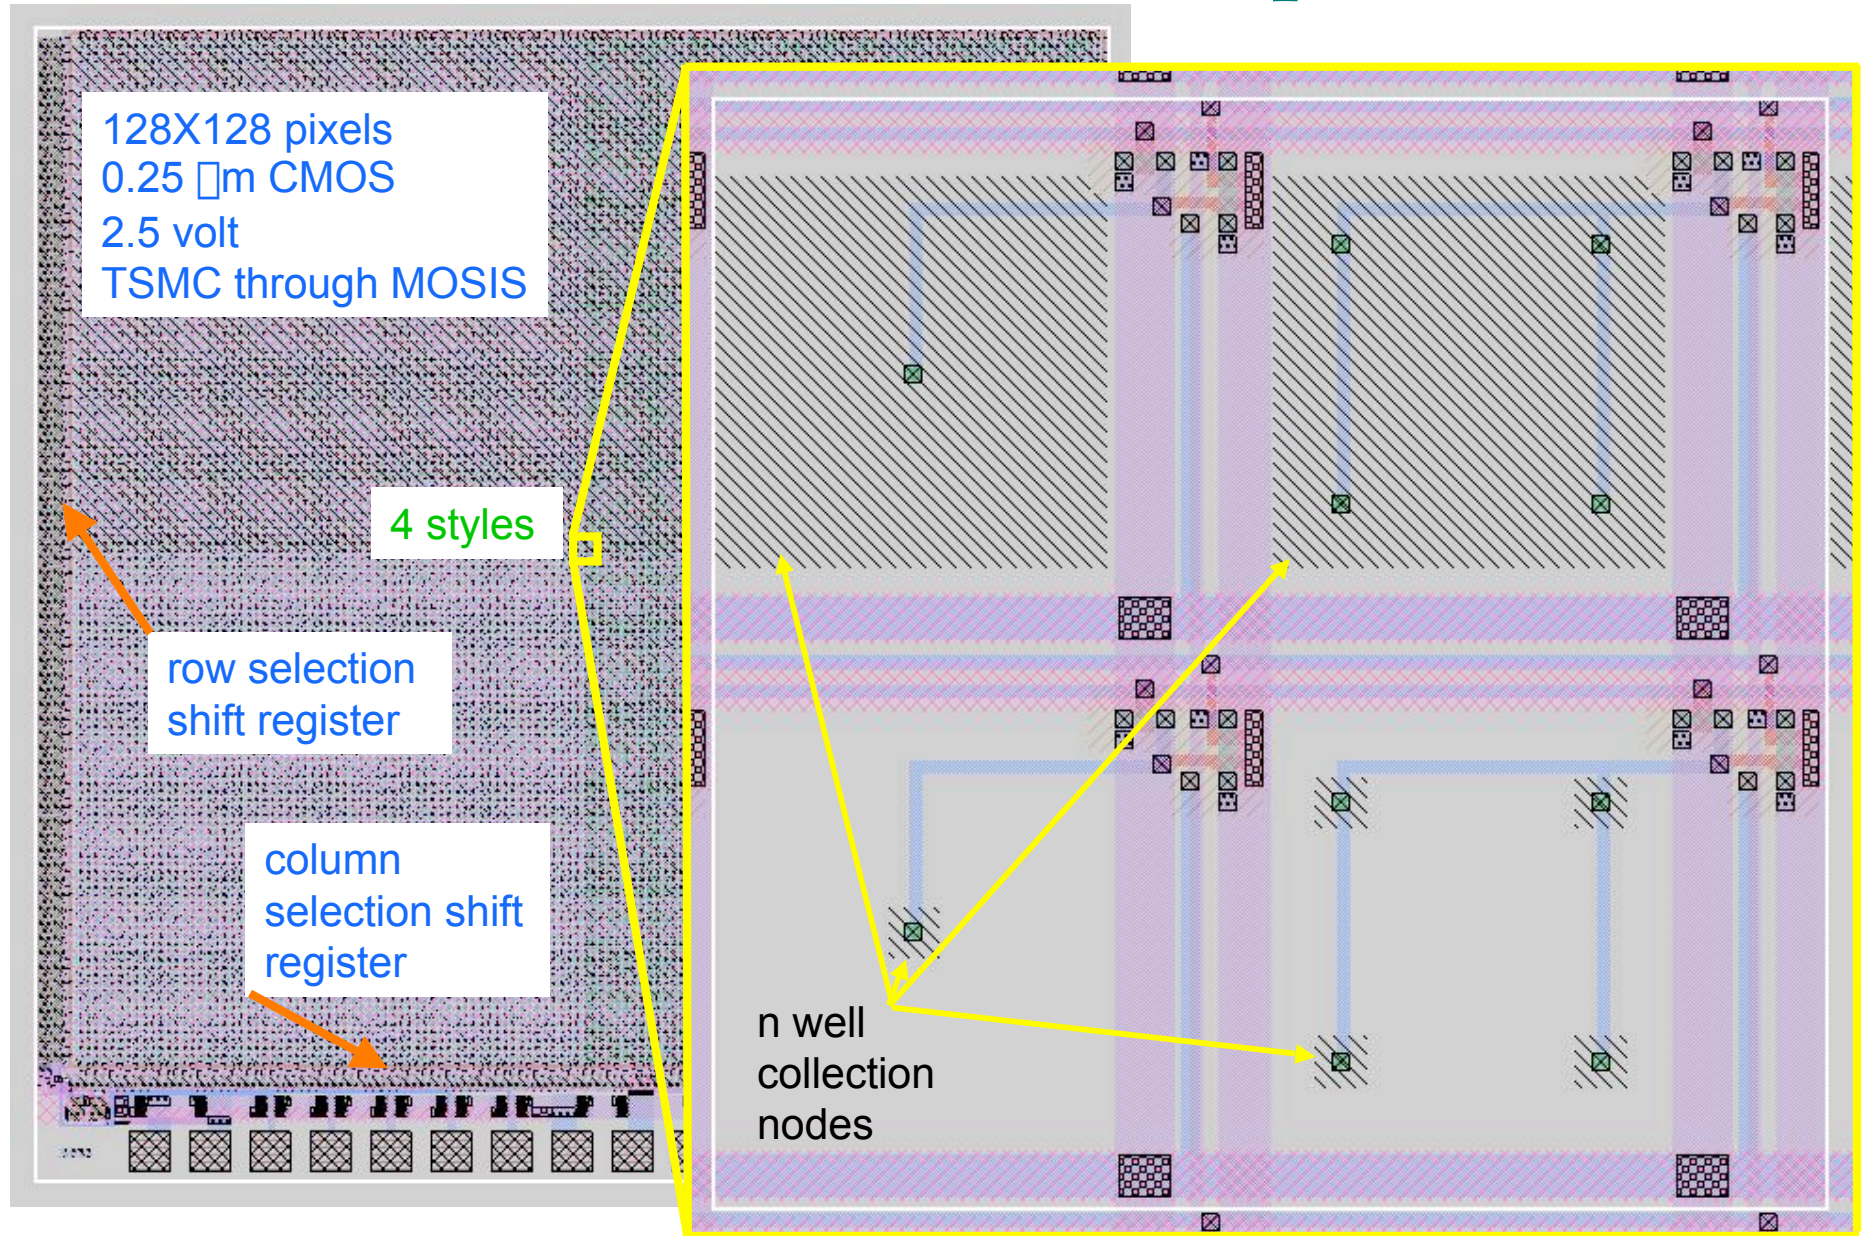 128X128 pixels
0.25 □m CMOS
2.5 volt
TSMC through MOSIS
4 styles
row selection
shift register
column
selection shift
register
n well
collection
nodes